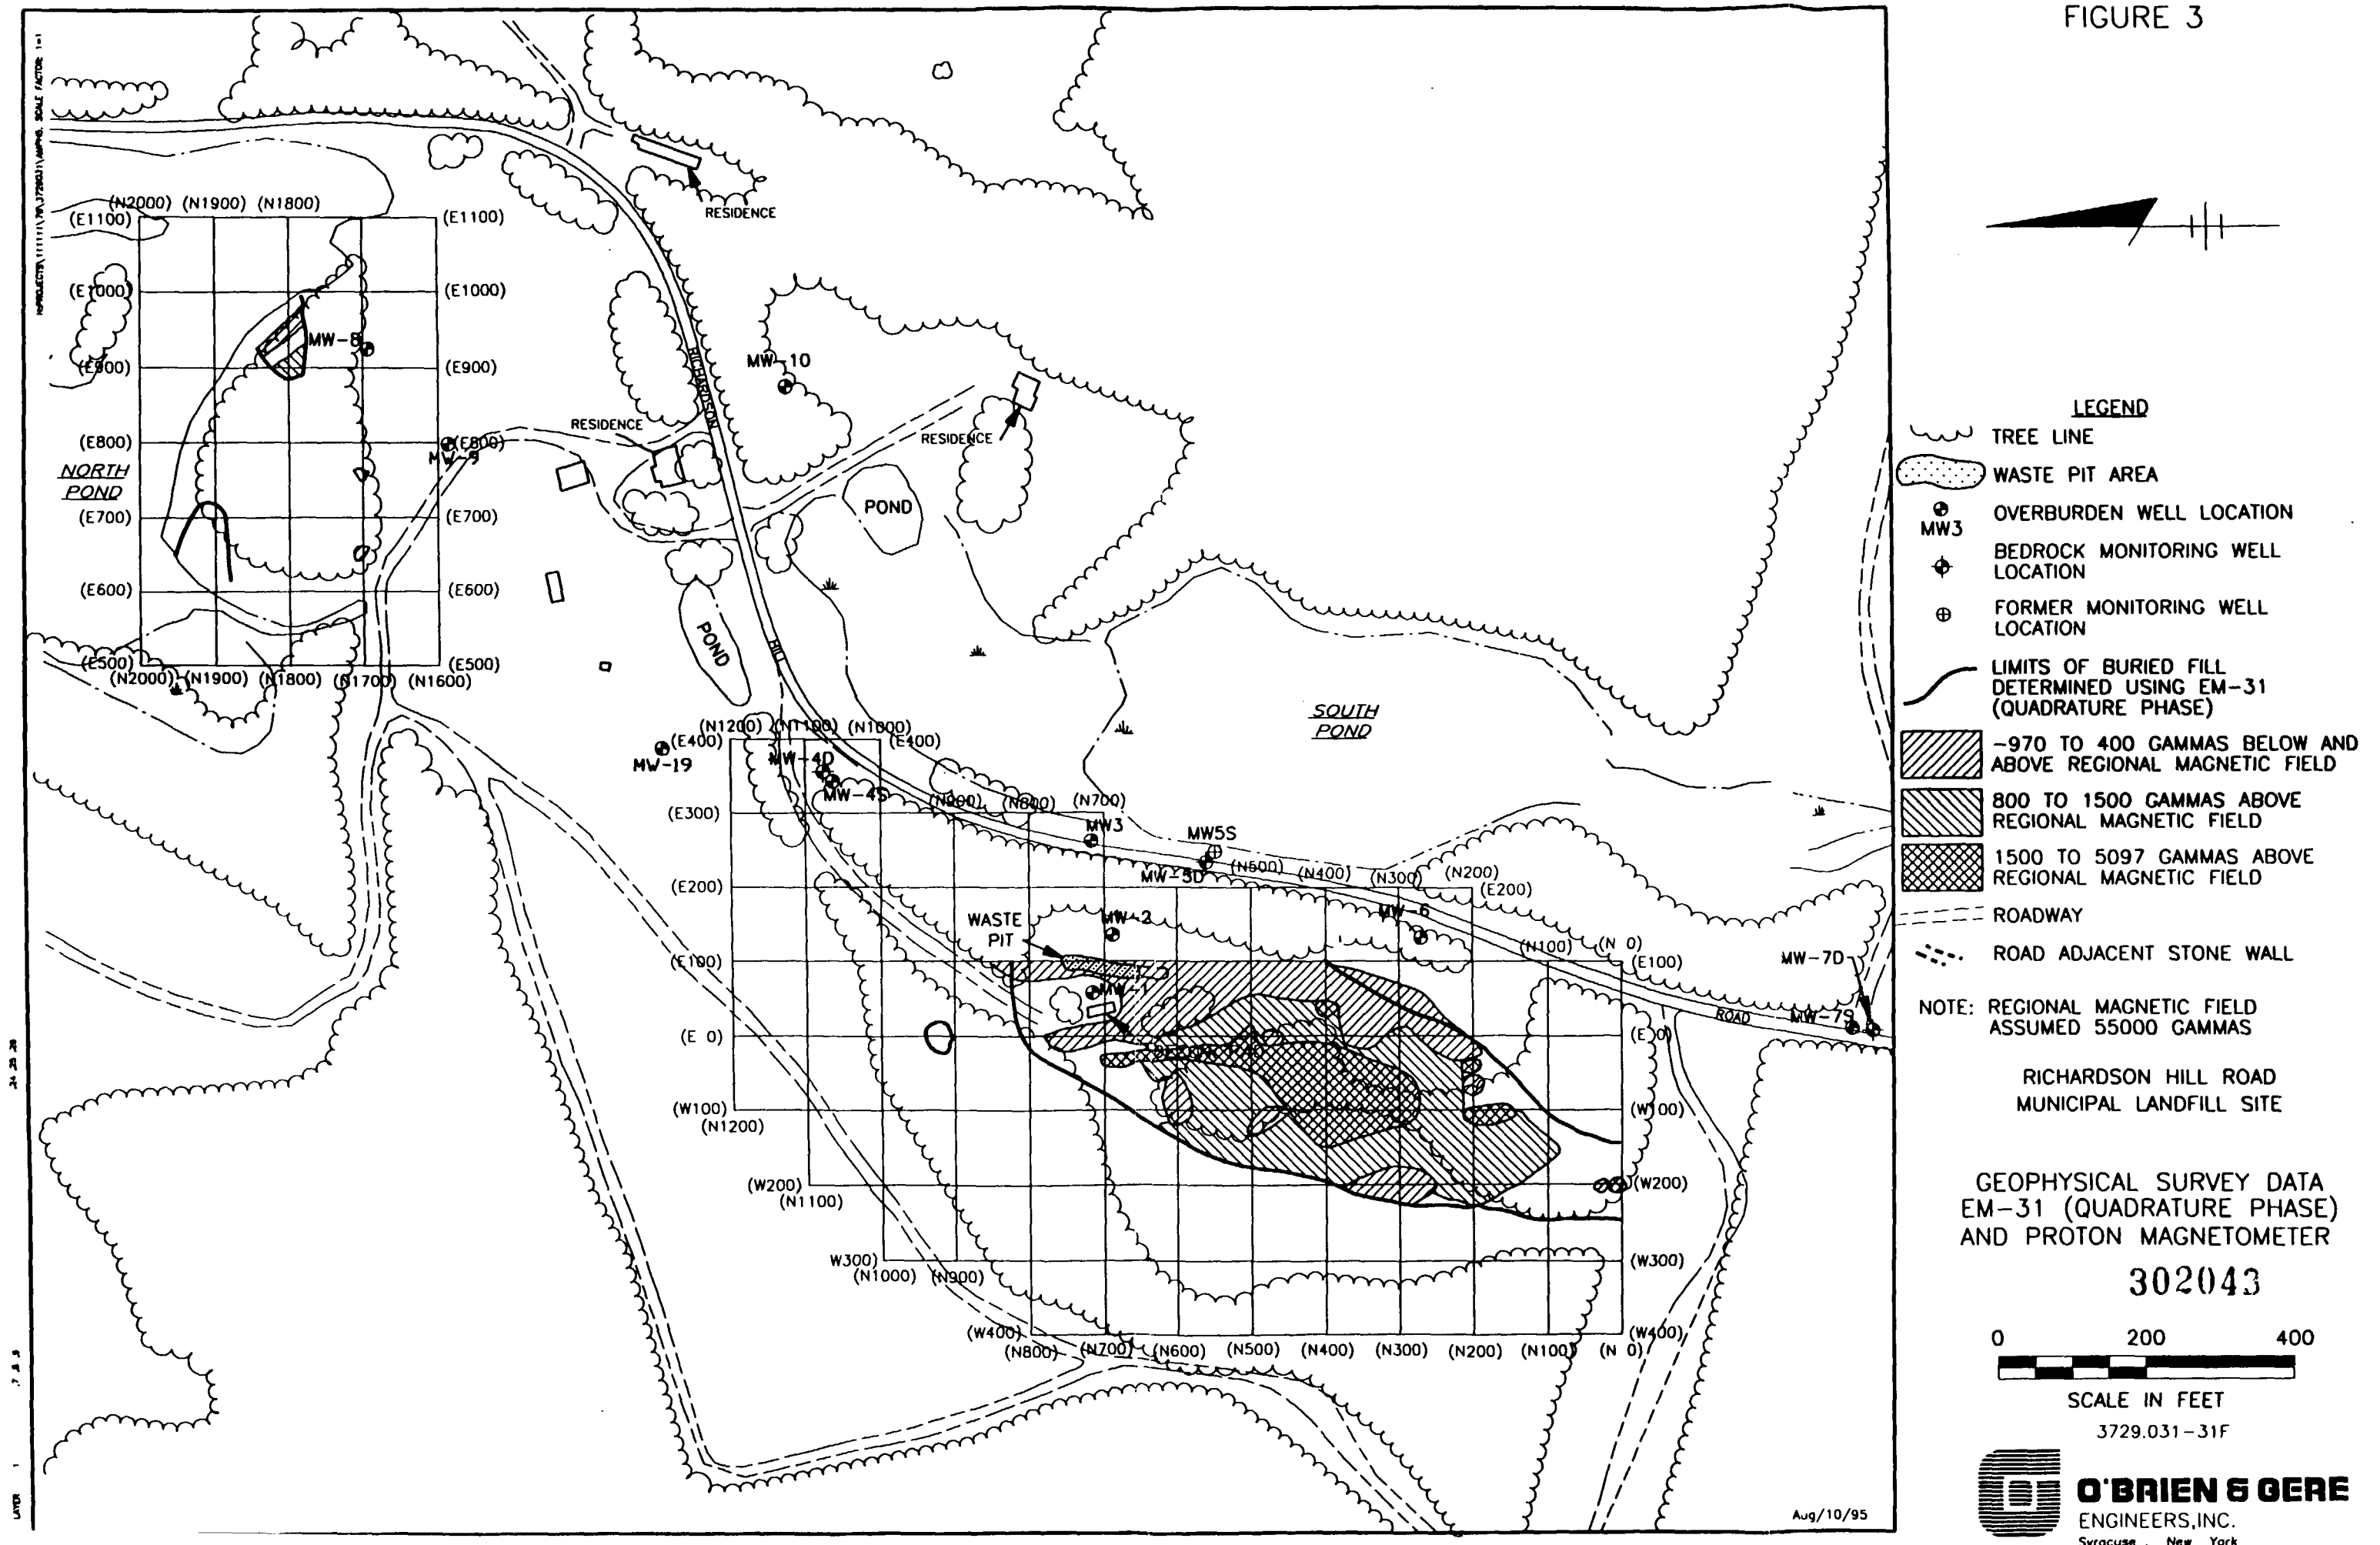 FIGURE 3
SCALE FACTOR: 1=1
(N2000) (N1900) (N1800)
(E1100) (E1100)
RESIDENCE
(E1000) (E1000)
MW-8
(E900) (E900)
MW-10
RICHARDSON
RESIDENCE
RESIDENCE
(E800) (E800)
MW-9
NORTH
POND
POND
(E700) (E700)
(E600) (E600)
POND
HILL
(E500) (E500)
(N2000) (N1900) (N1800) (N1700) (N1600)
SOUTH
POND
(N1200) (N1100) (N1000)
(E400) (E400)
MW-19
MW-4D
MW-4S
(N900) (N800) (N700)
(E300)
MW3
MW5S
MW-5D
(N500) (N400) (N300) (N200)
(E200) (E200)
WASTE
PIT
MW-2
MW-6
(N100) (N 0)
(E100) (E100)
MW-7D
MW-1
ROAD
MW-7S
(E 0) (E 0)
(W100) (W100)
(N1200)
(W200) (W200)
(N1100)
W300) (W300)
(N1000) (N900)
(W400) (W400)
(N800) (N700) (N600) (N500) (N400) (N300) (N200) (N100) (N 0)
Aug/10/95
LAYER 1
LEGEND
TREE LINE
WASTE PIT AREA
OVERBURDEN WELL LOCATION
MW3
BEDROCK MONITORING WELL
LOCATION
FORMER MONITORING WELL
LOCATION
LIMITS OF BURIED FILL
DETERMINED USING EM-31
(QUADRATURE PHASE)
-970 TO 400 GAMMAS BELOW AND
ABOVE REGIONAL MAGNETIC FIELD
800 TO 1500 GAMMAS ABOVE
REGIONAL MAGNETIC FIELD
1500 TO 5097 GAMMAS ABOVE
REGIONAL MAGNETIC FIELD
ROADWAY
ROAD ADJACENT STONE WALL
NOTE: REGIONAL MAGNETIC FIELD
ASSUMED 55000 GAMMAS
RICHARDSON HILL ROAD
MUNICIPAL LANDFILL SITE
GEOPHYSICAL SURVEY DATA
EM-31 (QUADRATURE PHASE)
AND PROTON MAGNETOMETER
302043
0 200 400
SCALE IN FEET
3729.031-31F
O'BRIEN & GERE
ENGINEERS,INC.
Syracuse, New York